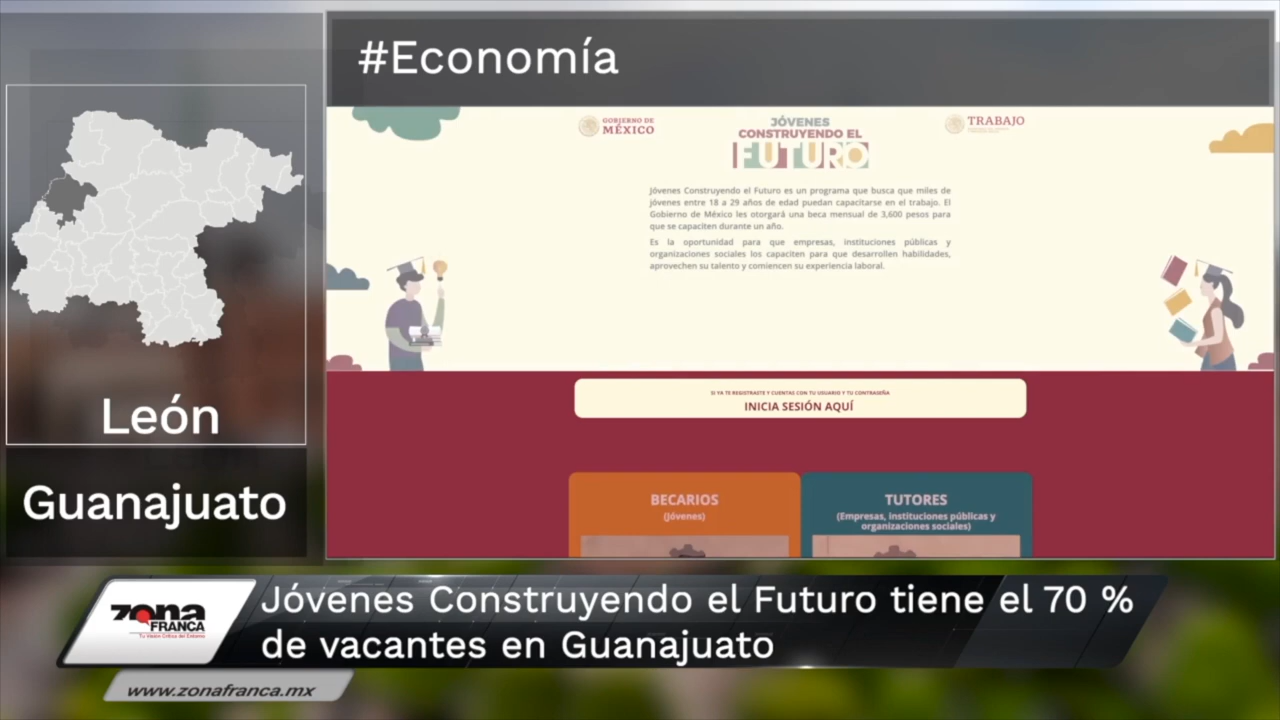 #Economía
GOBIERNO DE
MÉXICO
JÓVENES
CONSTRUYENDO EL
FUTURO
TRABAJO
Jóvenes Construyendo el Futuro es un programa que busca que miles de
jóvenes entre 18 a 29 años de edad puedan capacitarse en el trabajo. El
Gobierno de México les otorgará una beca mensual de 3,600 pesos para
que se capaciten durante un año.
Es la oportunidad para que empresas, instituciones públicas y
organizaciones sociales los capaciten para que desarrollen habilidades,
aprovechen su talento y comiencen su experiencia laboral.
SI YA TE REGISTRASTE Y CUENTAS CON TU USUARIO Y TU CONTRASEÑA
INICIA SESIÓN AQUÍ
BECARIOS
(Jóvenes)
TUTORES
(Empresas, instituciones públicas y
organizaciones sociales)
León
Guanajuato
zona
FRANCA
Tu Visión Crítica del Entorno
Jóvenes Construyendo el Futuro tiene el 70 %
de vacantes en Guanajuato
www.zonafranca.mx